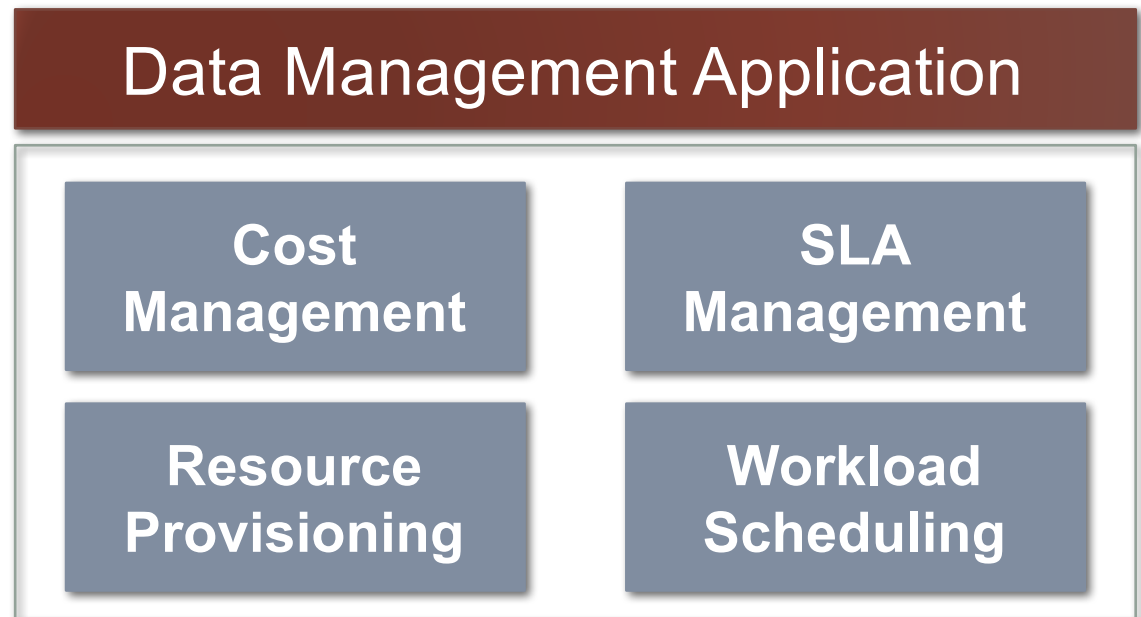 Data Management Application
Cost
Management
SLA
Management
Resource
Provisioning
Workload
Scheduling